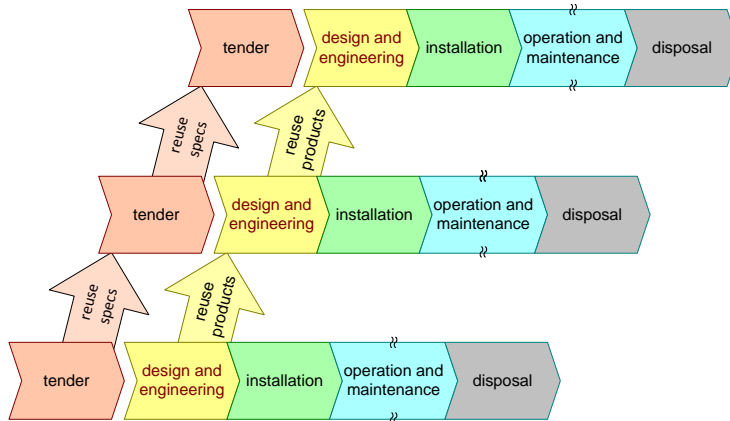 tender
design and
engineering
installation
operation and
maintenance
disposal
reuse
specs
reuse
products
tender
design and
engineering
installation
operation and
maintenance
disposal
reuse
specs
reuse
products
tender
design and
engineering
installation
operation and
maintenance
disposal